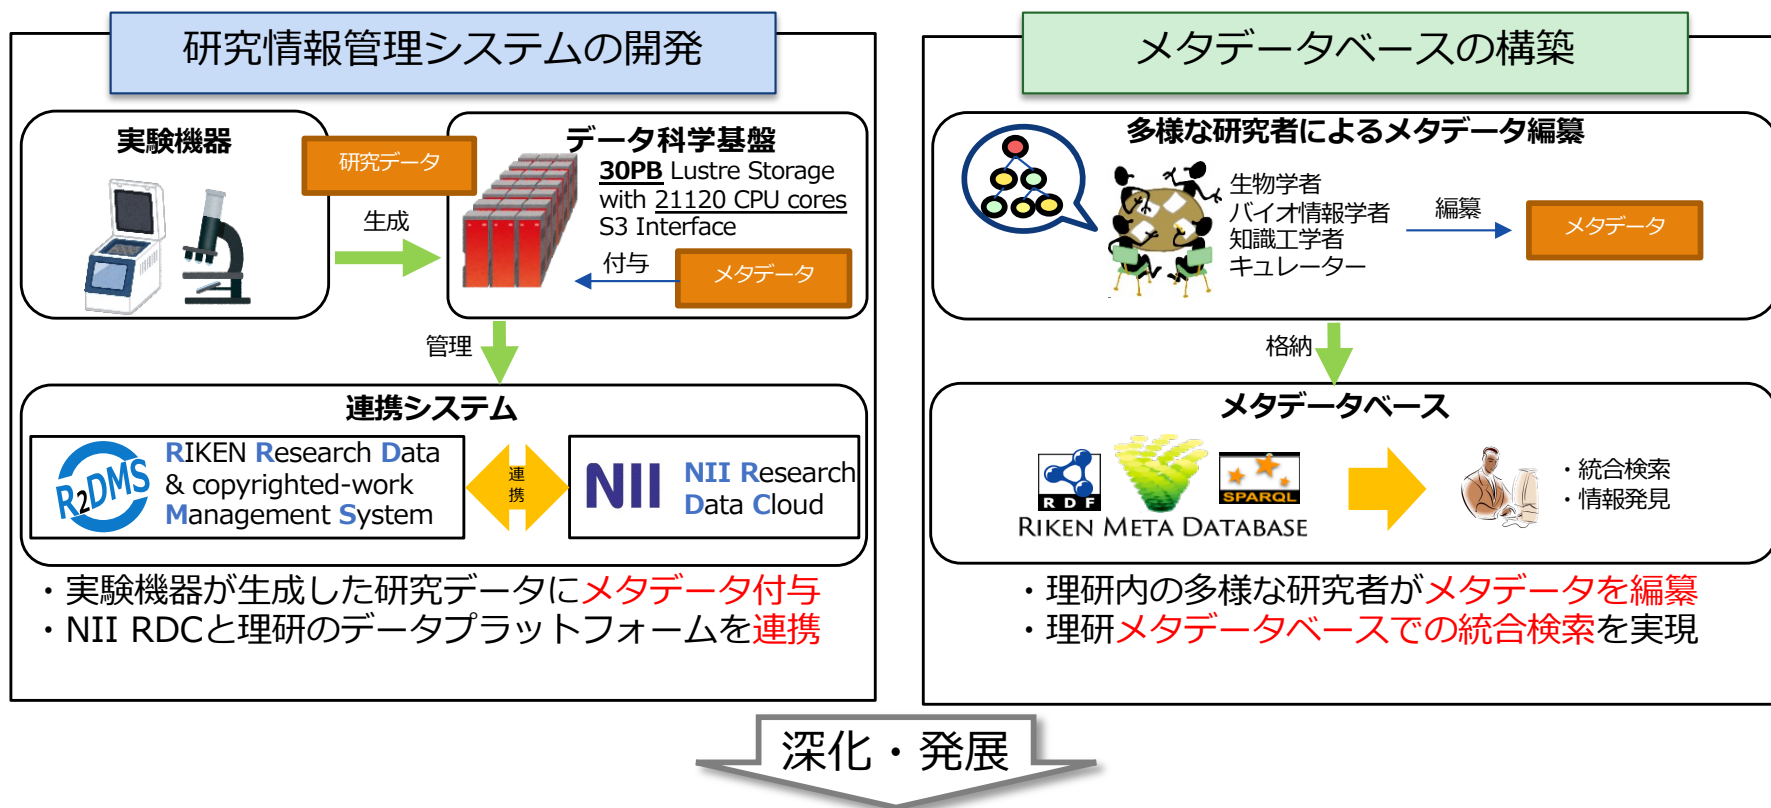 研究情報管理システムの開発
実験機器
研究データ
生成
データ科学基盤
30PB Lustre Storage
with 21120 CPU cores
S3 Interface
付与
メタデータ
管理
連携システム
R2DMS
RIKEN Research Data
& copyrighted-work
Management System
連携
NII
NII Research
Data Cloud
・実験機器が生成した研究データにメタデータ付与
・NII RDCと理研のデータプラットフォームを連携
メタデータベースの構築
多様な研究者によるメタデータ編纂
生物学者
バイオ情報学者
知識工学者
キュレーター
編纂
メタデータ
格納
メタデータベース
RDF
SPARQL
RIKEN META DATABASE
・統合検索
・情報発見
・理研内の多様な研究者がメタデータを編纂
・理研メタデータベースでの統合検索を実現
深化・発展